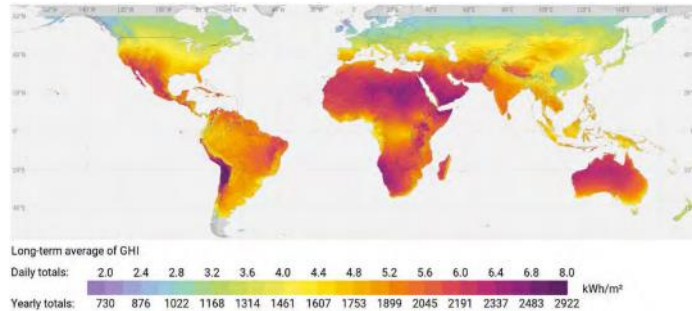 Long-term average of GHI
Daily totals: 2.0 2.4 2.8 3.2 3.6 4.0 4.4 4.8 5.2 5.6 6.0 6.4 6.8 8.0 kWh/m²
Yearly totals: 730 876 1022 1168 1314 1461 1607 1753 1899 2045 2191 2337 2483 2922